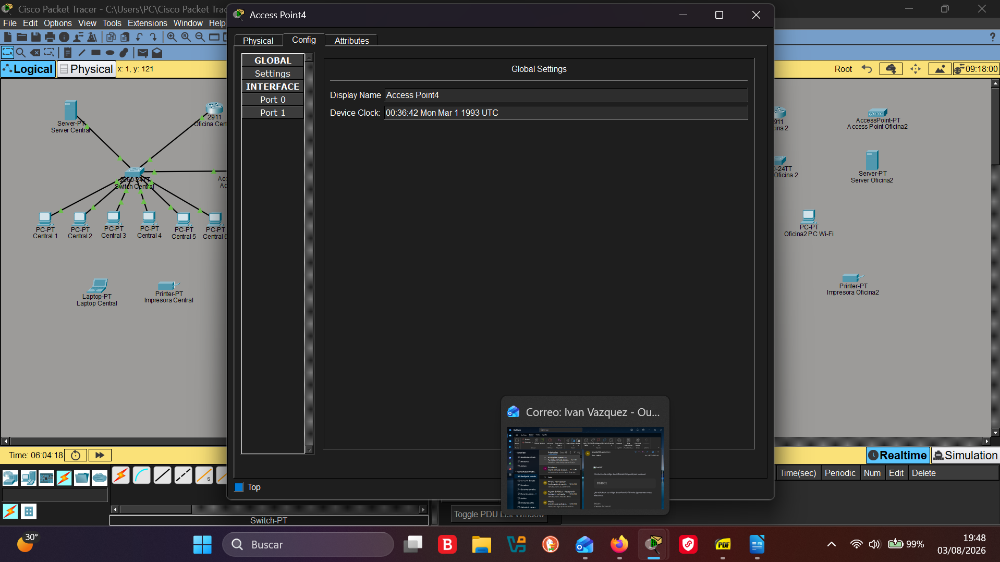 Cisco Packet Tracer - C:\Users\PC\Cisco Packet Trac
File Edit Options View Tools Extensions Window Help
Logical
Physical
x: 1, y: 121
Root
09:18:00
Server-PT
Server Central
2911
Oficina Cen
2960-24TT
Switch Central
Acc
Ac
PC-PT
Central 1
PC-PT
Central 2
PC-PT
Central 3
PC-PT
Central 4
PC-PT
Central 5
PC-PT
Central 6
Laptop-PT
Laptop Central
Printer-PT
Impresora Central
Access Point4
Physical
Config
Attributes
GLOBAL
Settings
INTERFACE
Port 0
Port 1
Global Settings
Display Name
Access Point4
Device Clock:
00:36:42 Mon Mar 1 1993 UTC
Top
911
cina 2
0-24TT
Oficina 2
AccessPoint-PT
Access Point Oficina2
Server-PT
Server Oficina2
PC-PT
Oficina2 PC Wi-Fi
Printer-PT
Impresora Oficina2
Correo: Ivan Vazquez - Ou...
Outlook
898031
Time: 06:04:18
Realtime
Simulation
Time(sec)
Periodic
Num
Edit
Delete
Toggle PDU List Window
Switch-PT
30°
Buscar
PDF
99%
19:48
03/08/2026